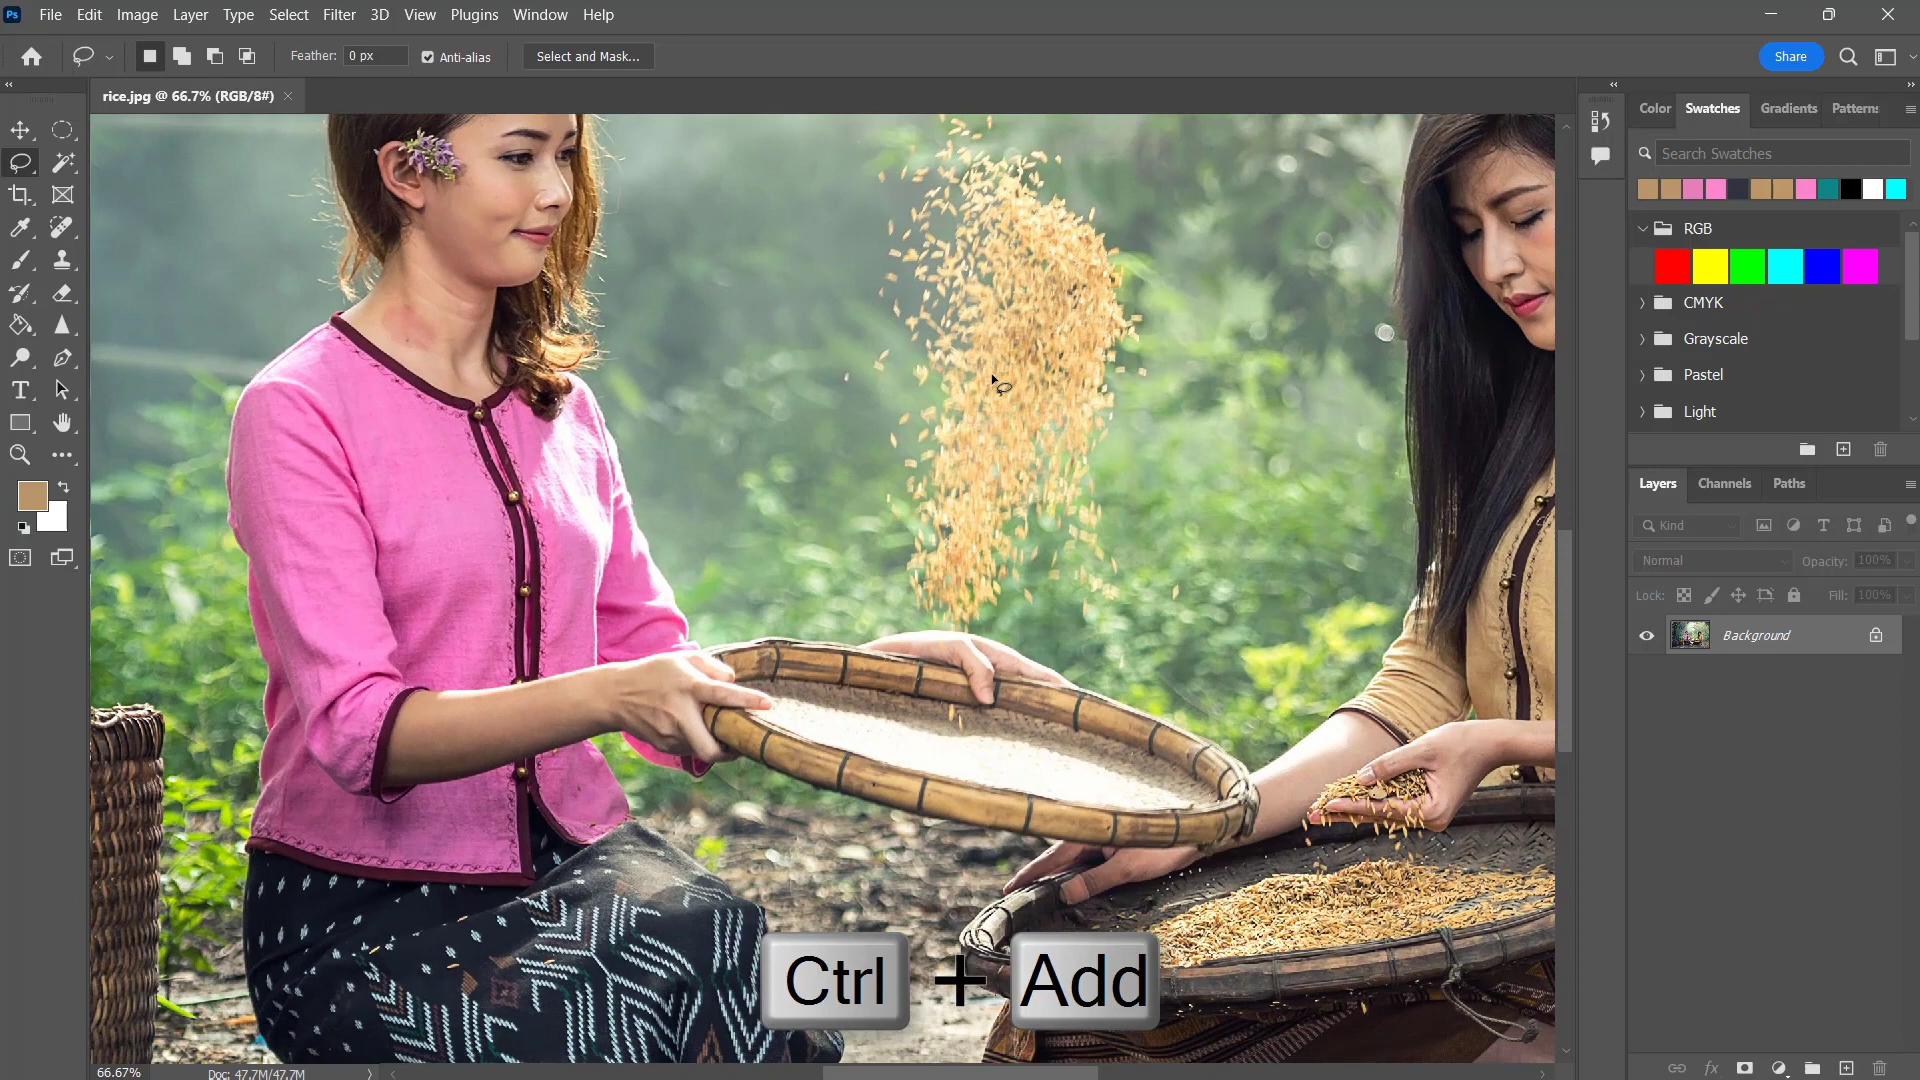 Ps File Edit Image Layer Type Select Filter 3D View Plugins Window Help
Feather: 0 px Anti-alias Select and Mask... Share
rice.jpg @ 66.7% (RGB/8#)
Color Swatches Gradients Patterns
Search Swatches
RGB
CMYK
Grayscale
Pastel
Light
Layers Channels Paths
Kind
Normal Opacity: 100%
Lock: Fill: 100%
Background
Ctrl + Add
66.67% Doc: 47.7M/47.7M
fx